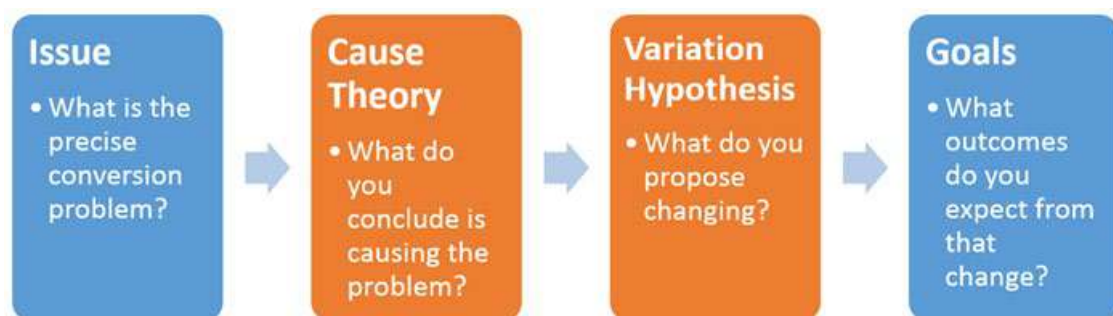 Issue
• What is the
precise
conversion
problem?
Cause
Theory
• What do
you
conclude is
causing the
problem?
Variation
Hypothesis
• What do you
propose
changing?
Goals
• What
outcomes
do you
expect from
that
change?